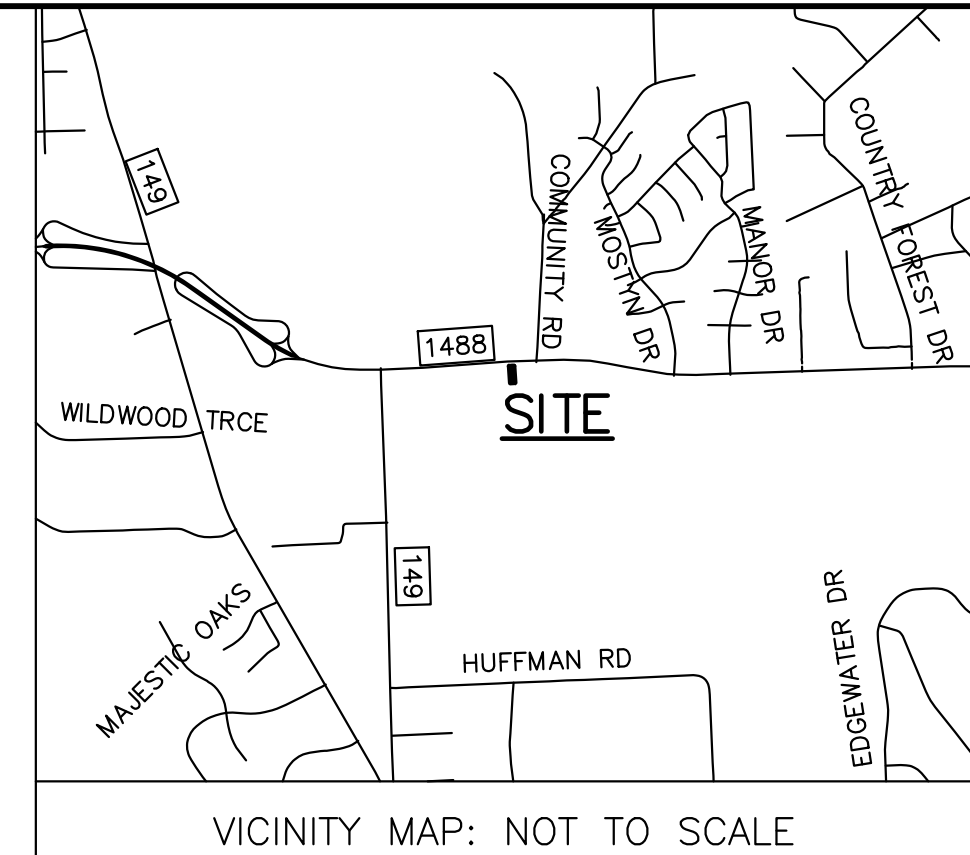 149
COMMUNITY RD
MOSTYN DR
MANOR DR
COUNTRY FOREST DR
1488
SITE
WILDWOOD TRCE
149
MAJESTIC OAKS
HUFFMAN RD
EDGEWATER DR
VICINITY MAP: NOT TO SCALE